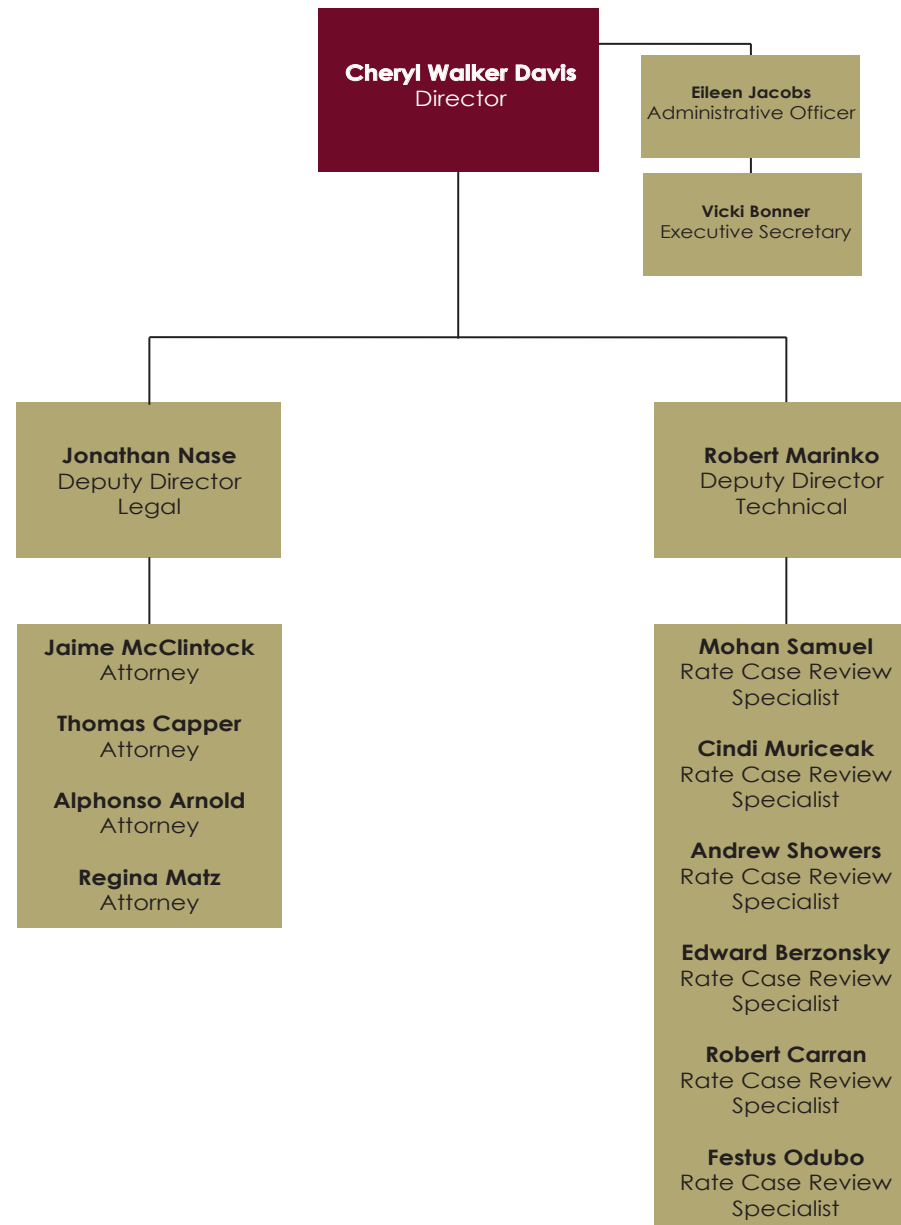 Cheryl Walker Davis
Director
Eileen Jacobs
Administrative Officer
Vicki Bonner
Executive Secretary
Jonathan Nase
Deputy Director
Legal
Robert Marinko
Deputy Director
Technical
Jaime McClintock
Attorney
Thomas Capper
Attorney
Alphonso Arnold
Attorney
Regina Matz
Attorney
Mohan Samuel
Rate Case Review
Specialist
Cindi Muriceak
Rate Case Review
Specialist
Andrew Showers
Rate Case Review
Specialist
Edward Berzonsky
Rate Case Review
Specialist
Robert Carran
Rate Case Review
Specialist
Festus Odubo
Rate Case Review
Specialist